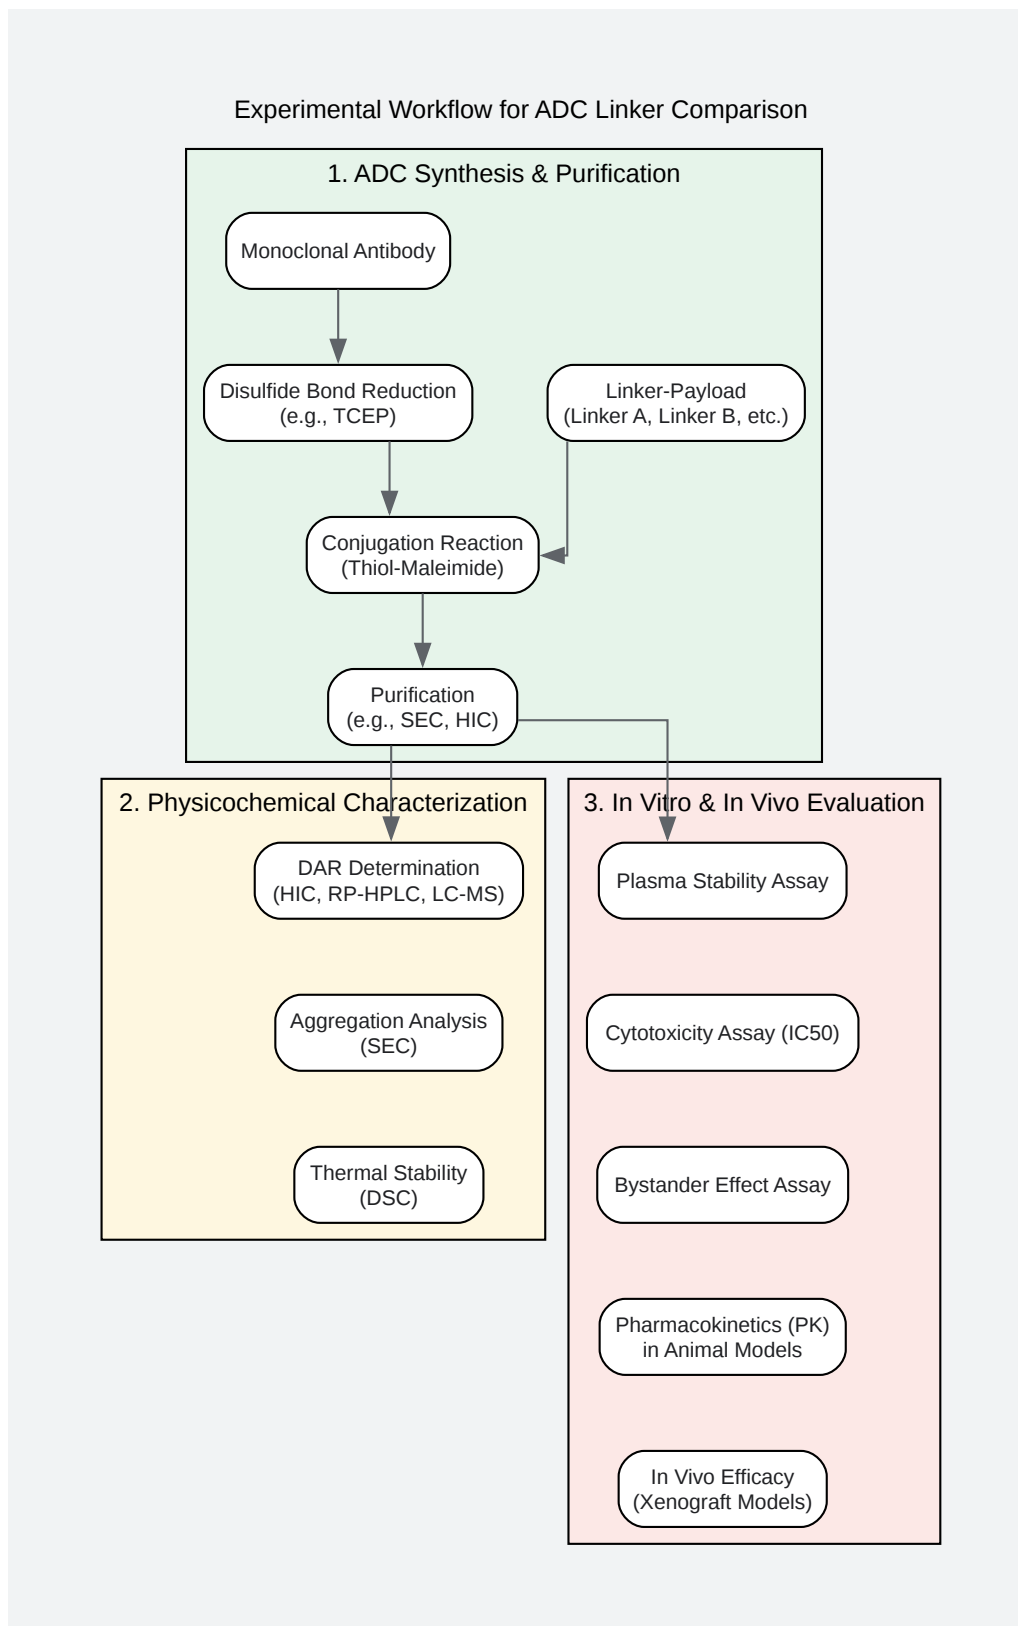 Experimental Workflow for ADC Linker Comparison
1. ADC Synthesis & Purification
Monoclonal Antibody
Disulfide Bond Reduction
(e.g., TCEP)
Linker-Payload
(Linker A, Linker B, etc.)
Conjugation Reaction
(Thiol-Maleimide)
Purification
(e.g., SEC, HIC)
2. Physicochemical Characterization
DAR Determination
(HIC, RP-HPLC, LC-MS)
Aggregation Analysis
(SEC)
Thermal Stability
(DSC)
3. In Vitro & In Vivo Evaluation
Plasma Stability Assay
Cytotoxicity Assay (IC50)
Bystander Effect Assay
Pharmacokinetics (PK)
in Animal Models
In Vivo Efficacy
(Xenograft Models)